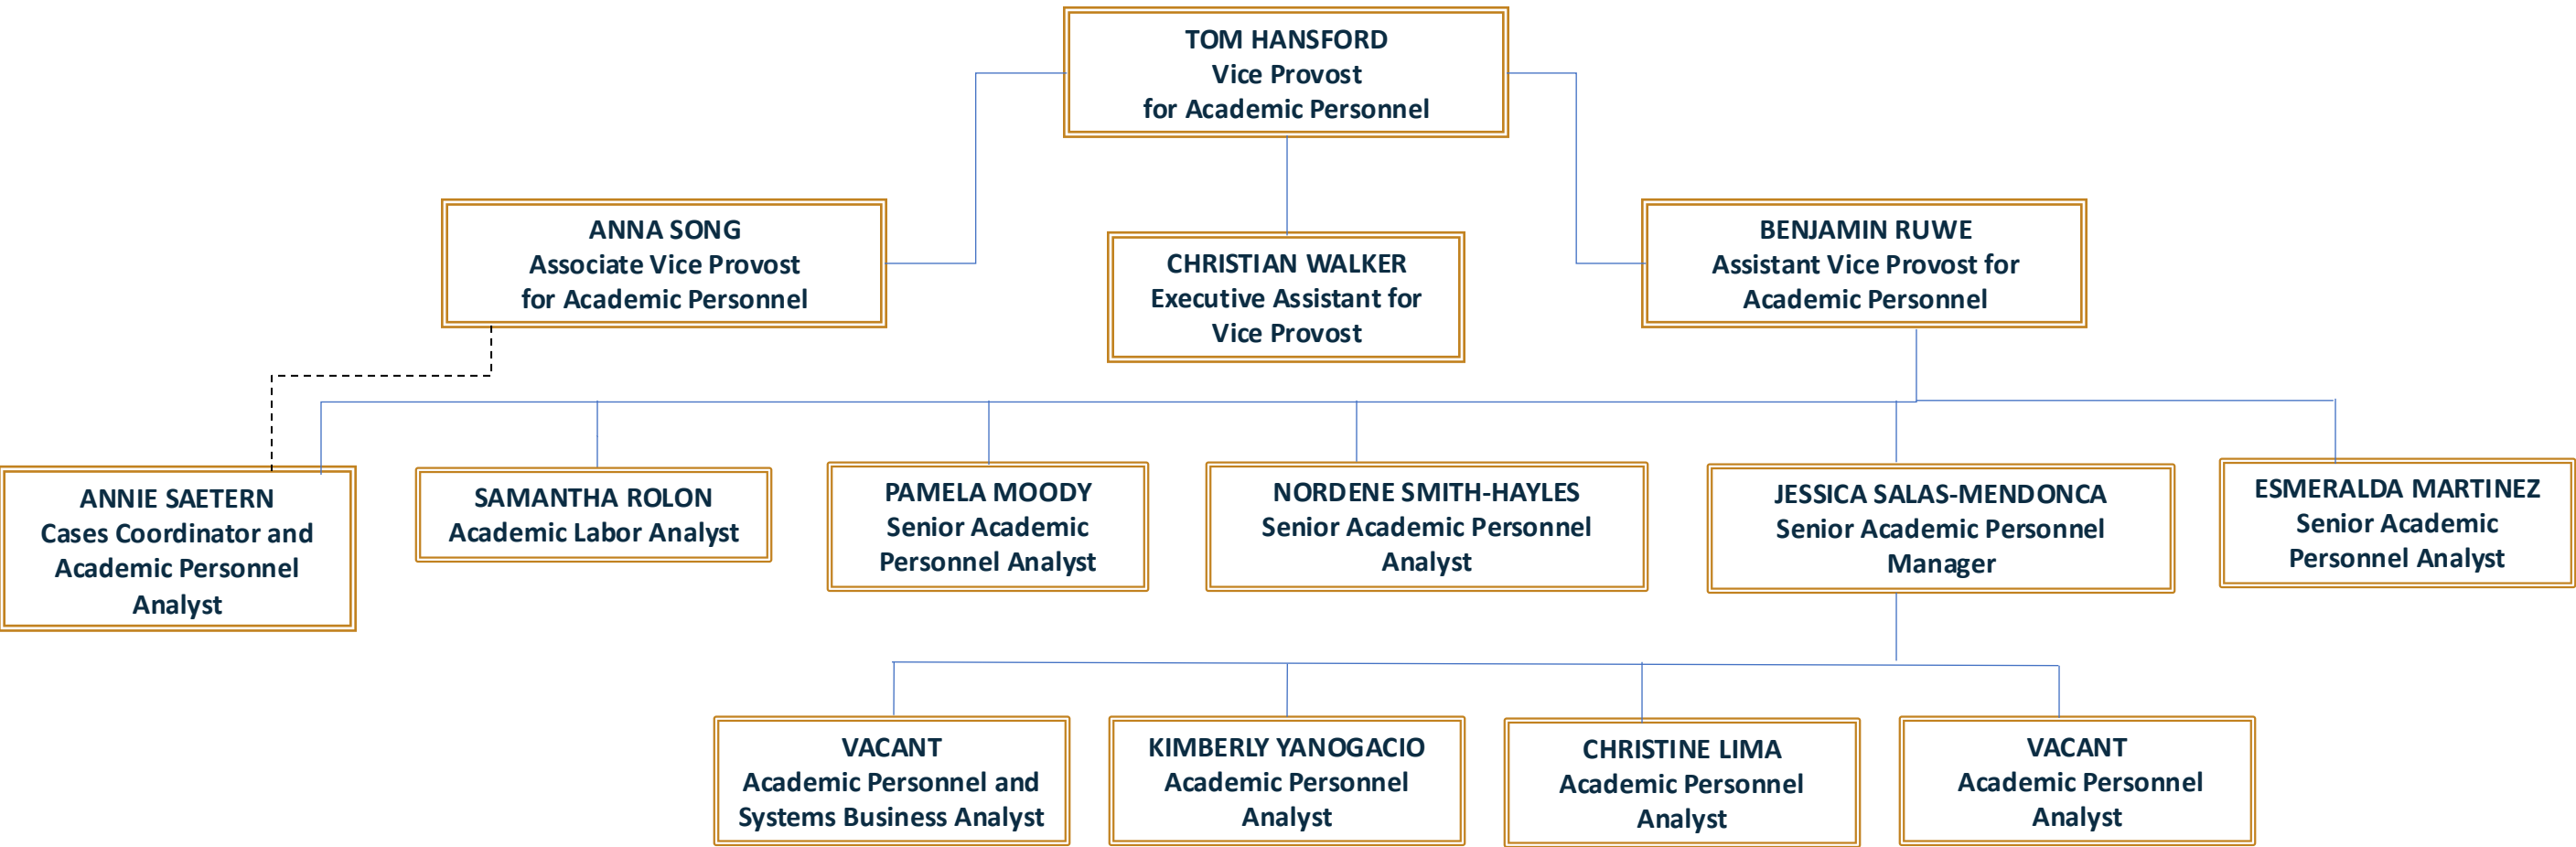 TOM HANSFORD
Vice Provost
for Academic Personnel
ANNA SONG
Associate Vice Provost
for Academic Personnel
CHRISTIAN WALKER
Executive Assistant for
Vice Provost
BENJAMIN RUWE
Assistant Vice Provost for
Academic Personnel
ANNIE SAETERN
Cases Coordinator and
Academic Personnel
Analyst
SAMANTHA ROLON
Academic Labor Analyst
PAMELA MOODY
Senior Academic
Personnel Analyst
NORDENE SMITH-HAYLES
Senior Academic Personnel
Analyst
JESSICA SALAS-MENDONCA
Senior Academic Personnel
Manager
ESMERALDA MARTINEZ
Senior Academic
Personnel Analyst
VACANT
Academic Personnel and
Systems Business Analyst
KIMBERLY YANOGACIO
Academic Personnel
Analyst
CHRISTINE LIMA
Academic Personnel
Analyst
VACANT
Academic Personnel
Analyst